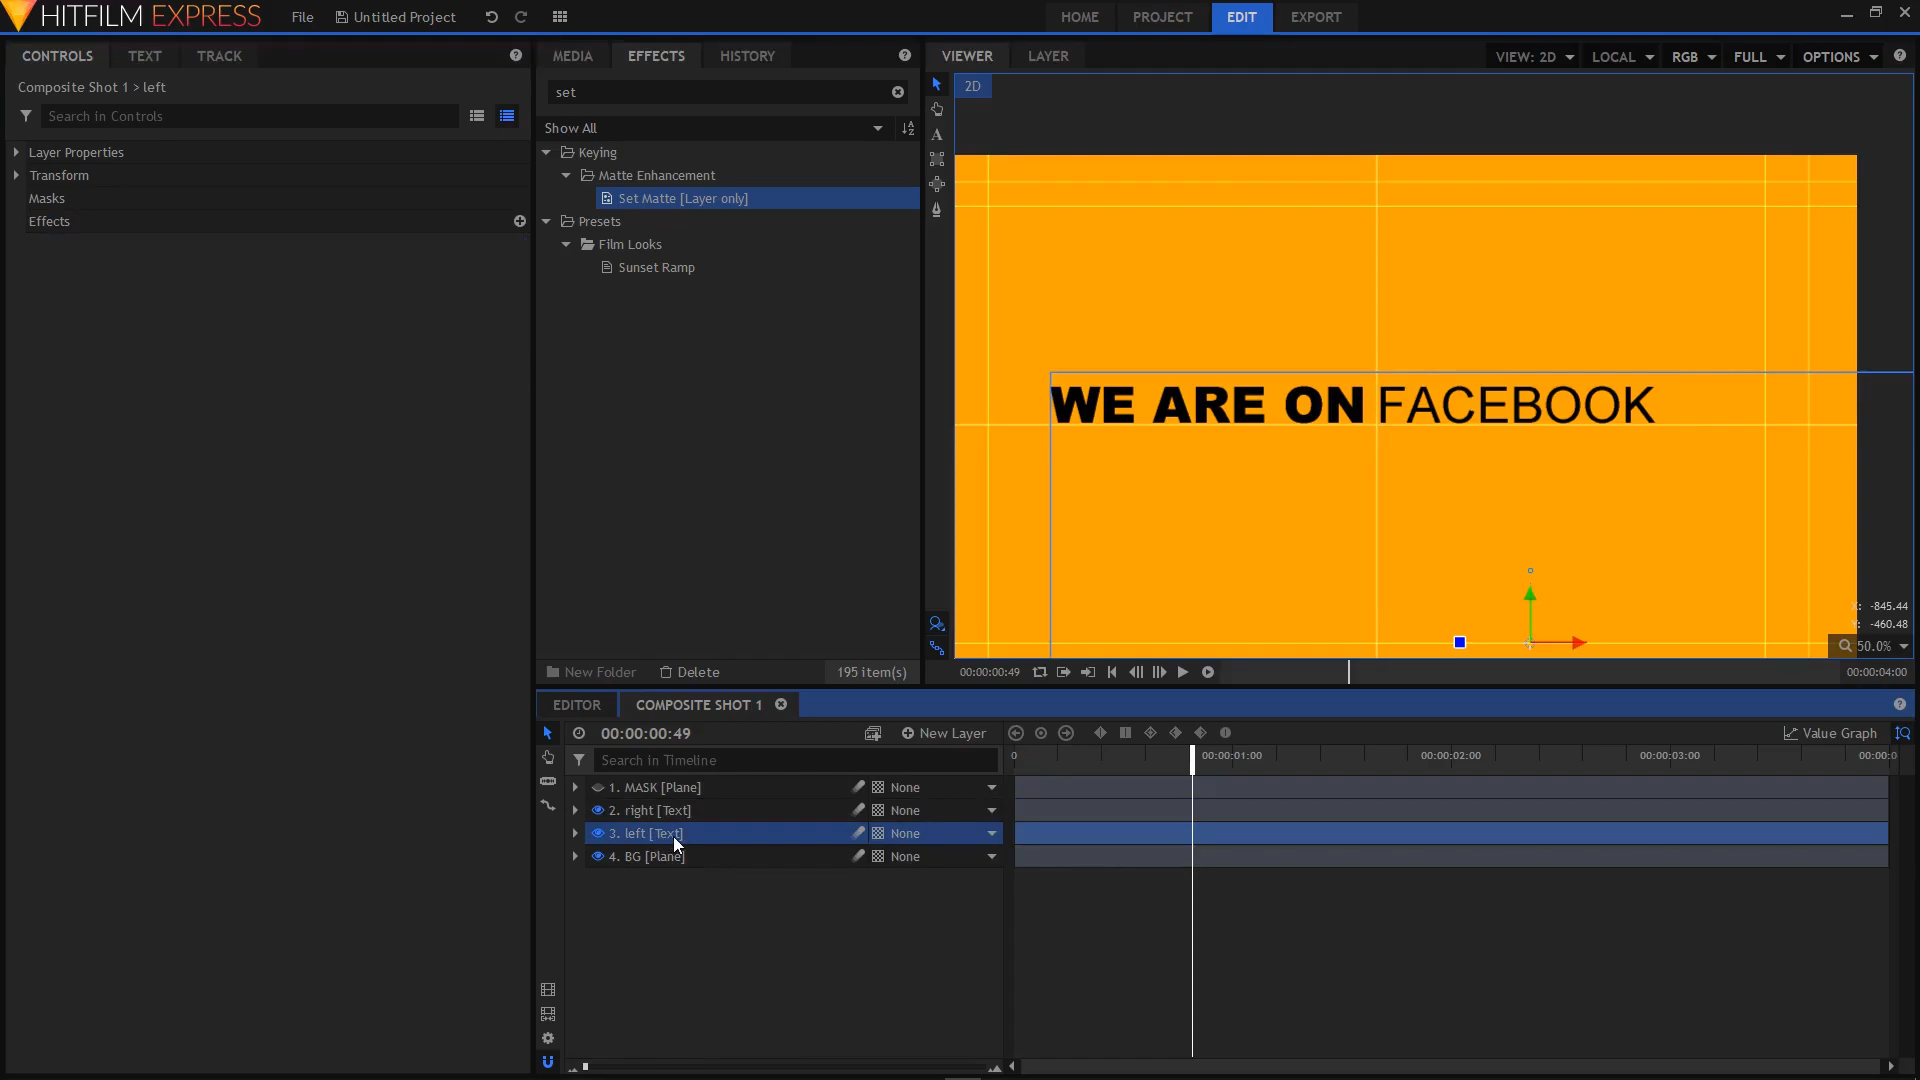 HITFILM EXPRESS
File
Untitled Project
HOME
PROJECT
EDIT
EXPORT
CONTROLS
TEXT
TRACK
MEDIA
EFFECTS
HISTORY
VIEWER
LAYER
VIEW: 2D
LOCAL
RGB
FULL
OPTIONS
Composite Shot 1 > left
Search in Controls
Layer Properties
Transform
Masks
Effects
set
Show All
Keying
Matte Enhancement
Set Matte [Layer only]
Presets
Film Looks
Sunset Ramp
New Folder
Delete
195 item(s)
2D
WE ARE ON FACEBOOK
X: -845.44
Y: -460.48
50.0%
00:00:00:49
00:00:04:00
EDITOR
COMPOSITE SHOT 1
00:00:00:49
New Layer
Value Graph
Search in Timeline
0
00:00:01:00
00:00:02:00
00:00:03:00
00:00:0
1. MASK [Plane]
None
2. right [Text]
None
3. left [Text]
None
4. BG [Plane]
None